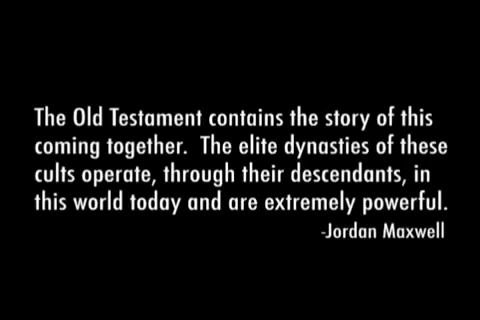 The Old Testament contains the story of this
coming together.  The elite dynasties of these
cults operate, through their descendants, in
this world today and are extremely powerful.
-Jordan Maxwell